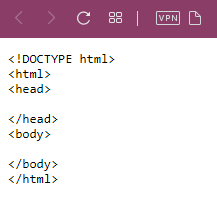 VPN
<!DOCTYPE html>
<html>
<head>

</head>
<body>

</body>
</html>